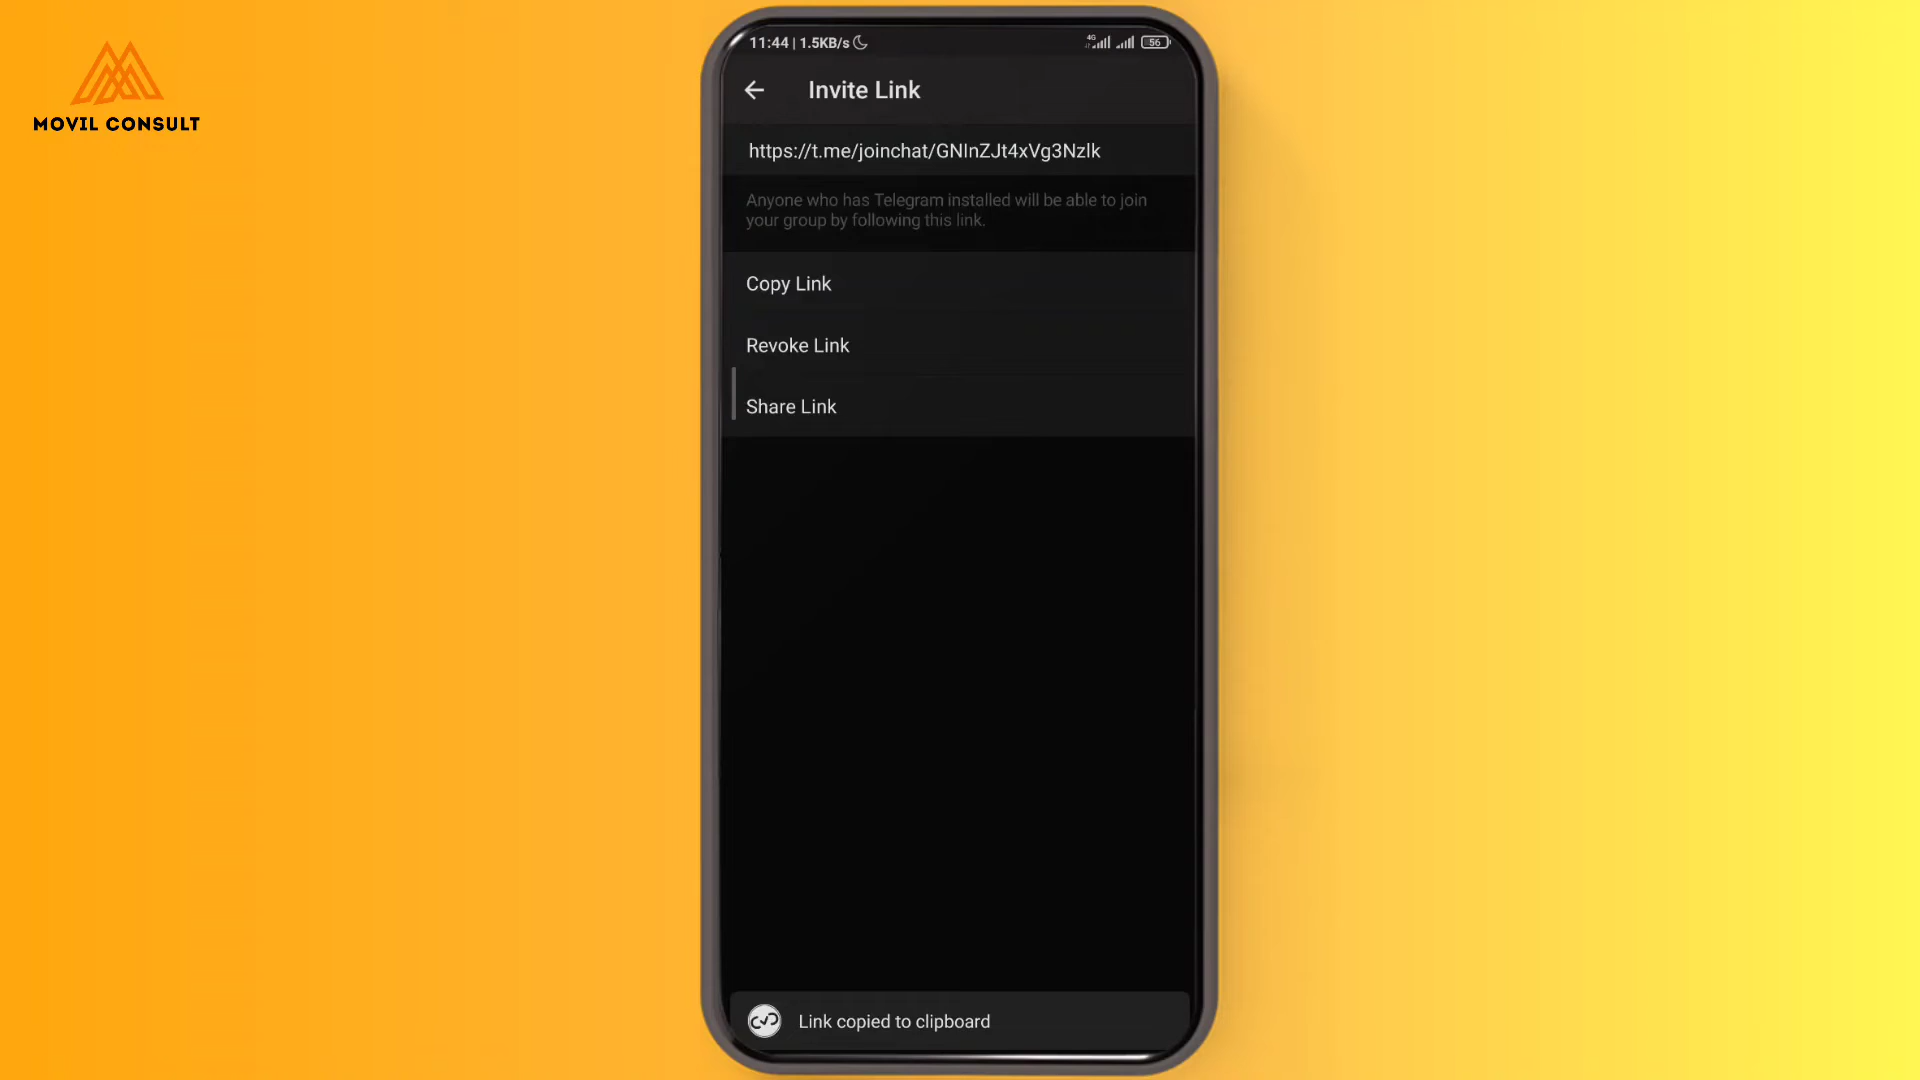 MOVIL CONSULT
11:44 | 1.5KB/s
4G
56
Invite Link
https://t.me/joinchat/GNInZJt4xVg3Nzlk
Anyone who has Telegram installed will be able to join
your group by following this link.
Copy Link
Revoke Link
Share Link
Link copied to clipboard